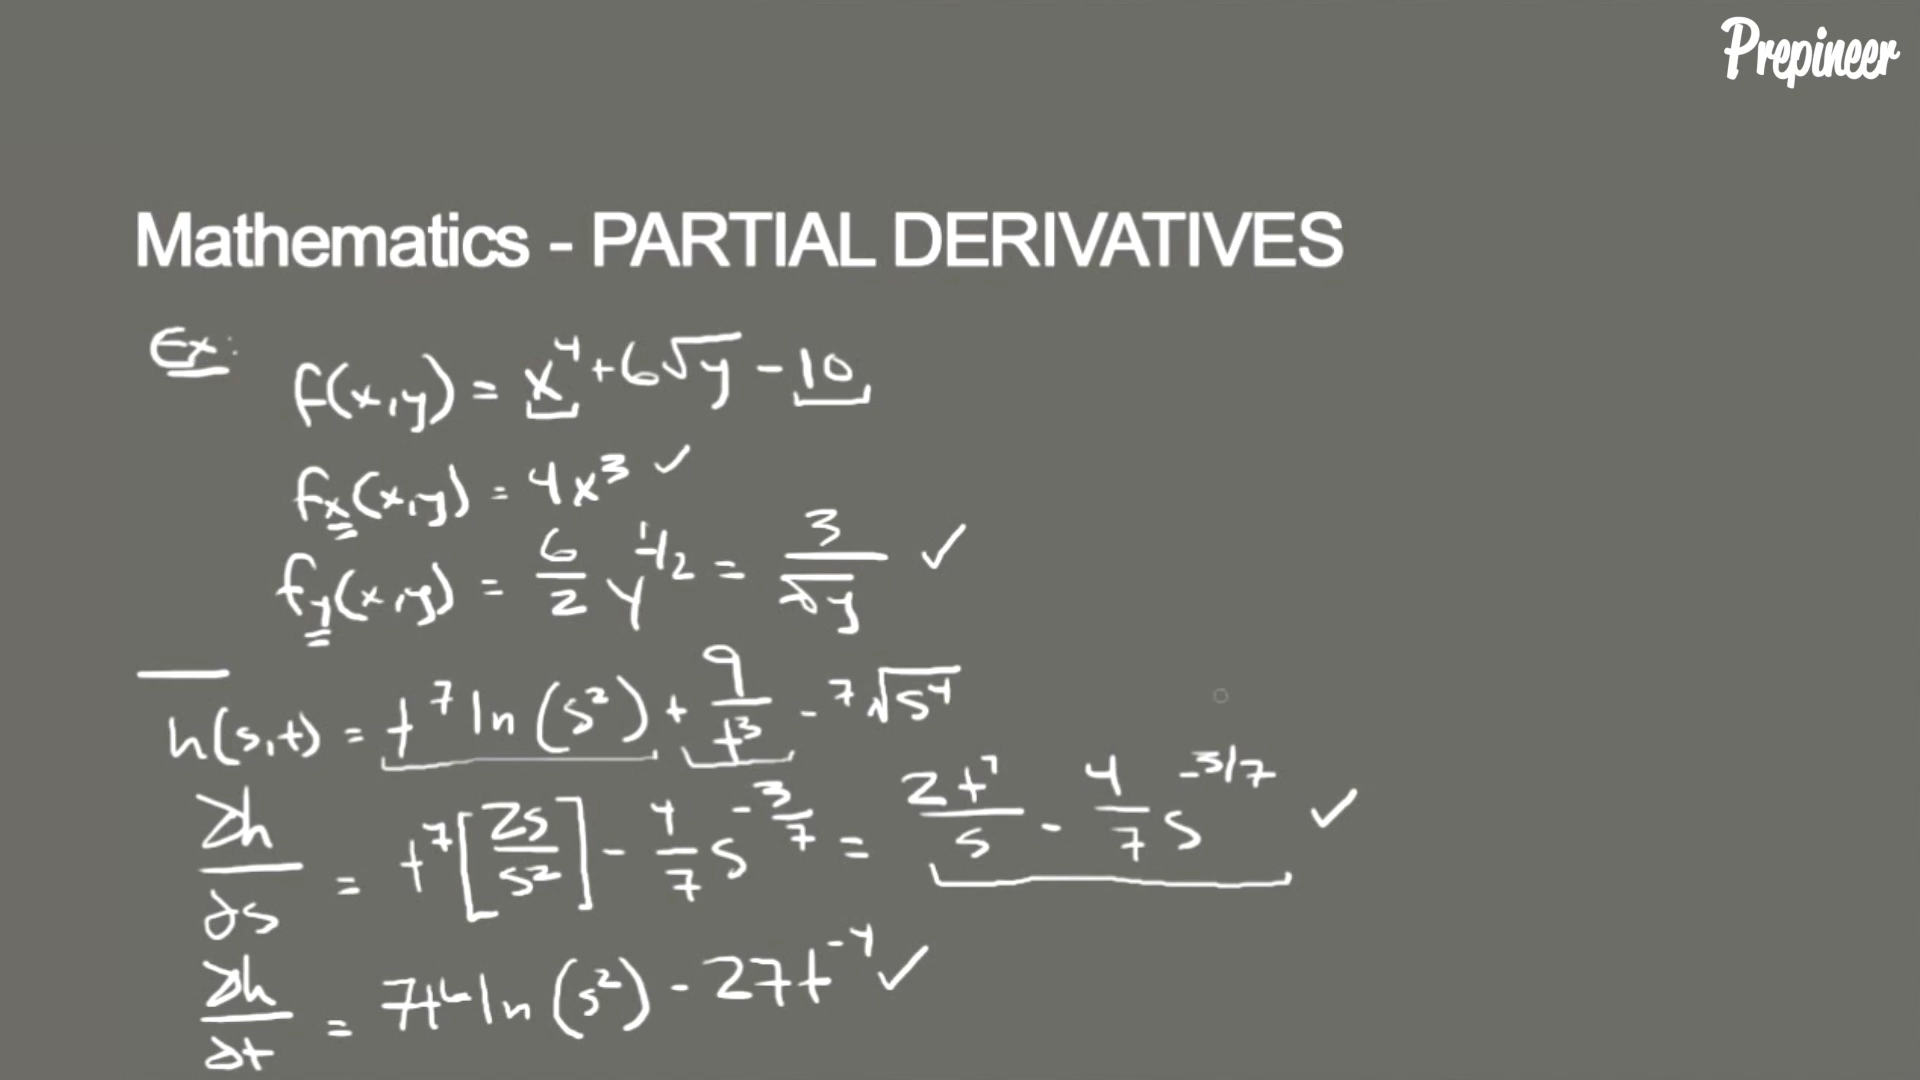 Prepineer
Mathematics - PARTIAL DERIVATIVES
Ex: f(x,y) = x⁴ + 6√y - 10
fₓ(x,y) = 4x³ ✓
f_y(x,y) = 6/2 y^(-1/2) = 3/√y ✓
h(s,t) = t⁷ ln(s²) + 9/t³ - ⁷√s⁴
∂h/∂s = t⁷[2s/s²] - 4/7 s^(-3/7) = 2t⁷/s - 4/7 s^(-3/7) ✓
∂h/∂t = 7t⁶ ln(s²) - 27t⁻⁴ ✓